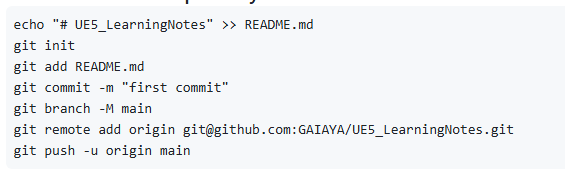 echo "# UE5_LearningNotes" >> README.md
git init
git add README.md
git commit -m "first commit"
git branch -M main
git remote add origin git@github.com:GAIAYA/UE5_LearningNotes.git
git push -u origin main